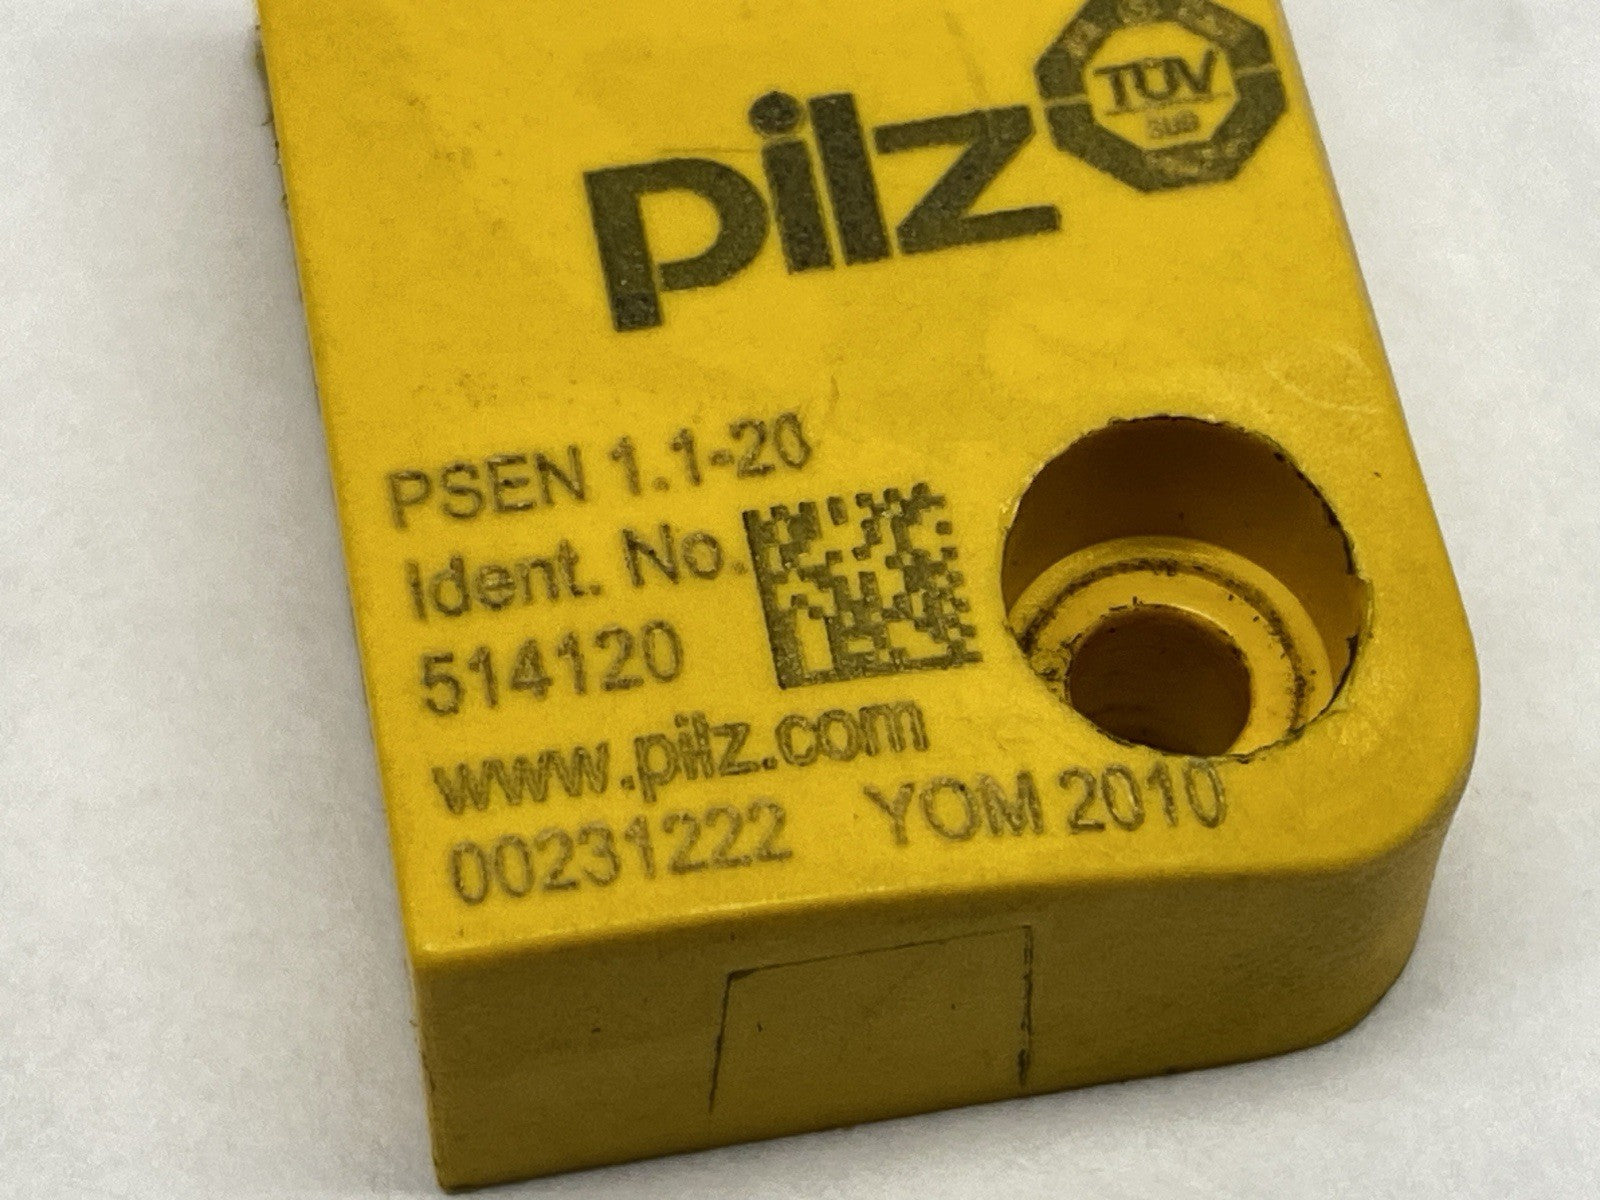 pilz
TÜV
SÜD
PSEN 1.1-20
Ident. No.
514120
www.pilz.com
00231222 YOM 2010